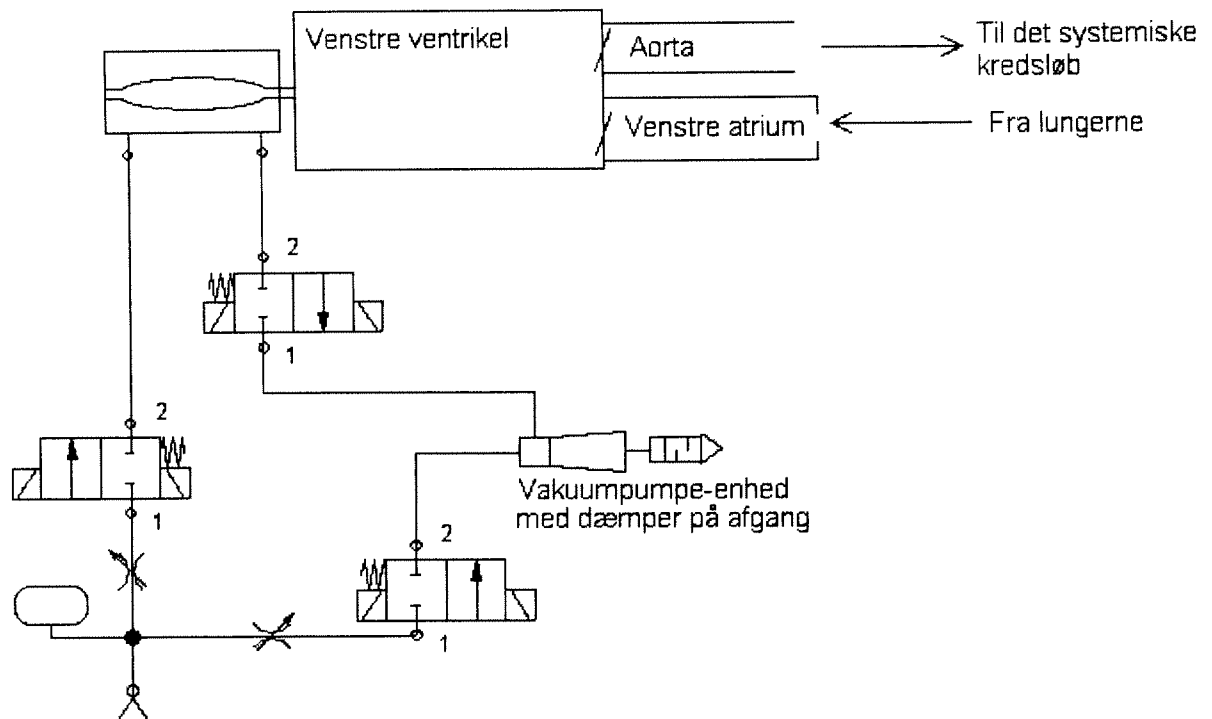 Venstre ventrikel
Aorta
Til det systemiske
kredsløb
Venstre atrium
Fra lungerne
2
1
2
1
Vakuumpumpe-enhed
med dæmper på afgang
2
1